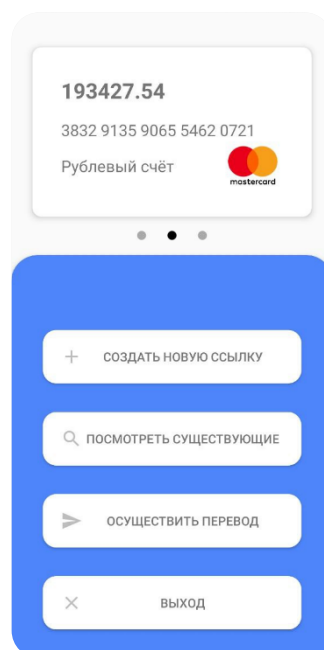 193427.54
3832 9135 9065 5462 0721
Рублевый счёт
mastercard
СОЗДАТЬ НОВУЮ ССЫЛКУ
ПОСМОТРЕТЬ СУЩЕСТВУЮЩИЕ
ОСУЩЕСТВИТЬ ПЕРЕВОД
ВЫХОД